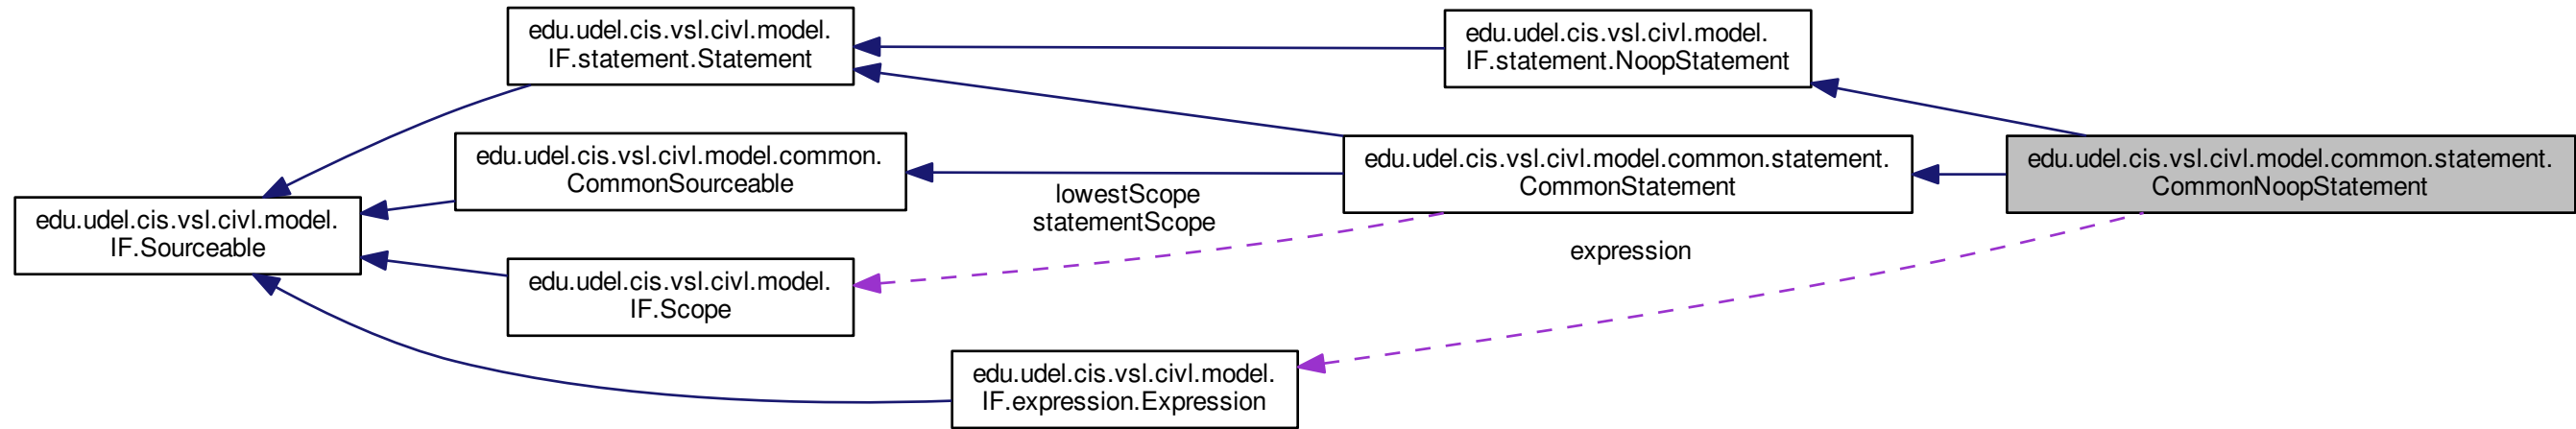 edu.udel.cis.vsl.civl.model.
IF.statement.Statement
edu.udel.cis.vsl.civl.model.
IF.statement.NoopStatement
edu.udel.cis.vsl.civl.model.common.
CommonSourceable
edu.udel.cis.vsl.civl.model.common.statement.
CommonStatement
edu.udel.cis.vsl.civl.model.common.statement.
CommonNoopStatement
lowestScope
statementScope
edu.udel.cis.vsl.civl.model.
IF.Sourceable
expression
edu.udel.cis.vsl.civl.model.
IF.Scope
edu.udel.cis.vsl.civl.model.
IF.expression.Expression